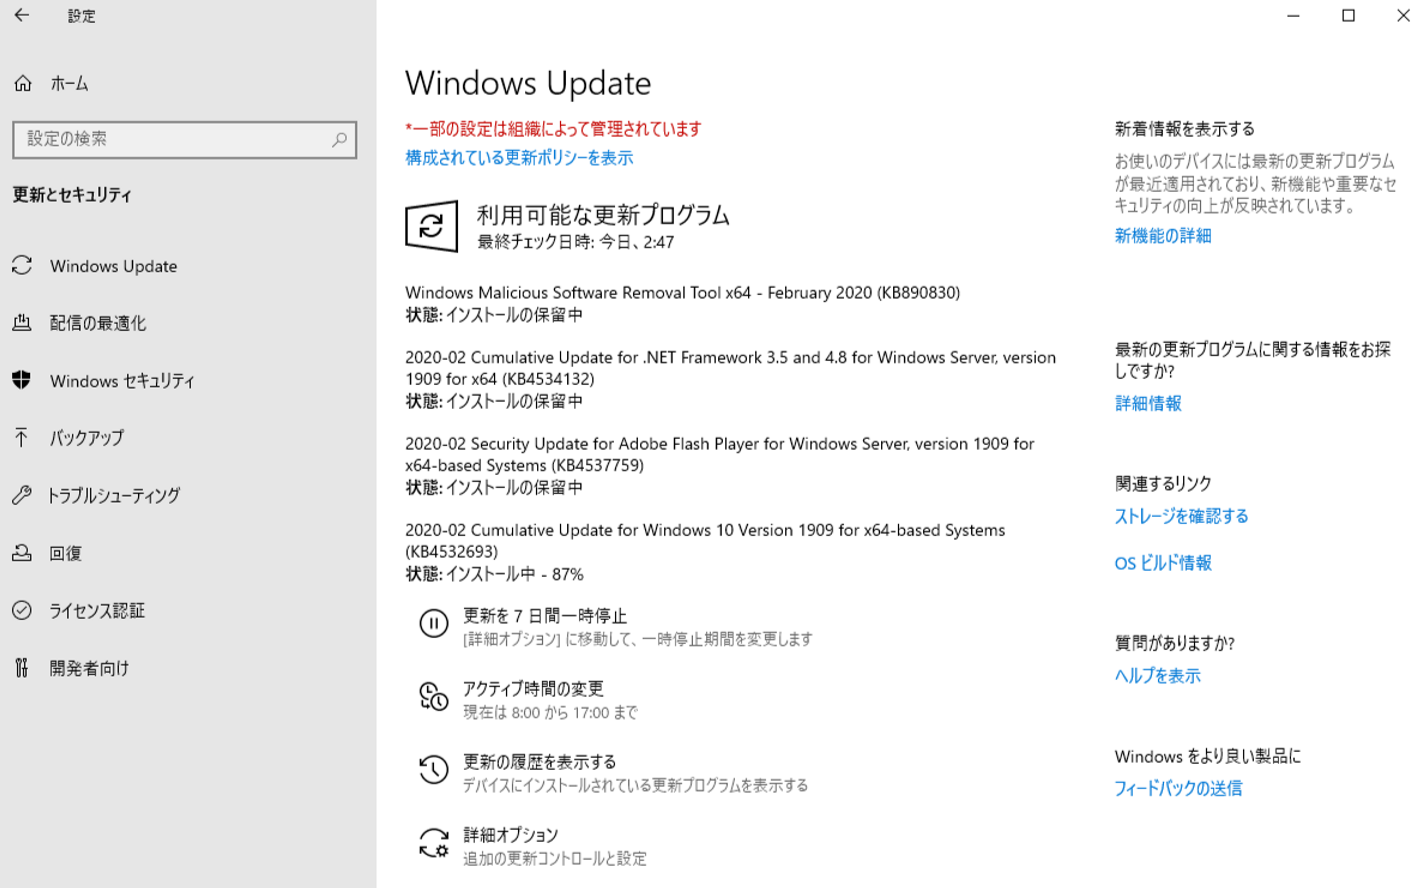 設定
ホーム
設定の検索
更新とセキュリティ
Windows Update
配信の最適化
Windows セキュリティ
バックアップ
トラブルシューティング
回復
ライセンス認証
開発者向け
Windows Update
*一部の設定は組織によって管理されています
構成されている更新ポリシーを表示
利用可能な更新プログラム
最終チェック日時: 今日、2:47
Windows Malicious Software Removal Tool x64 - February 2020 (KB890830)
状態: インストールの保留中
2020-02 Cumulative Update for .NET Framework 3.5 and 4.8 for Windows Server, version
1909 for x64 (KB4534132)
状態: インストールの保留中
2020-02 Security Update for Adobe Flash Player for Windows Server, version 1909 for
x64-based Systems (KB4537759)
状態: インストールの保留中
2020-02 Cumulative Update for Windows 10 Version 1909 for x64-based Systems
(KB4532693)
状態: インストール中 - 87%
更新を 7 日間一時停止
[詳細オプション] に移動して、一時停止期間を変更します
アクティブ時間の変更
現在は 8:00 から 17:00 まで
更新の履歴を表示する
デバイスにインストールされている更新プログラムを表示する
詳細オプション
追加の更新コントロールと設定
新着情報を表示する
お使いのデバイスには最新の更新プログラム
が最近適用されており、新機能や重要なセ
キュリティの向上が反映されています。
新機能の詳細
最新の更新プログラムに関する情報をお探
しですか?
詳細情報
関連するリンク
ストレージを確認する
OS ビルド情報
質問がありますか?
ヘルプを表示
Windows をより良い製品に
フィードバックの送信